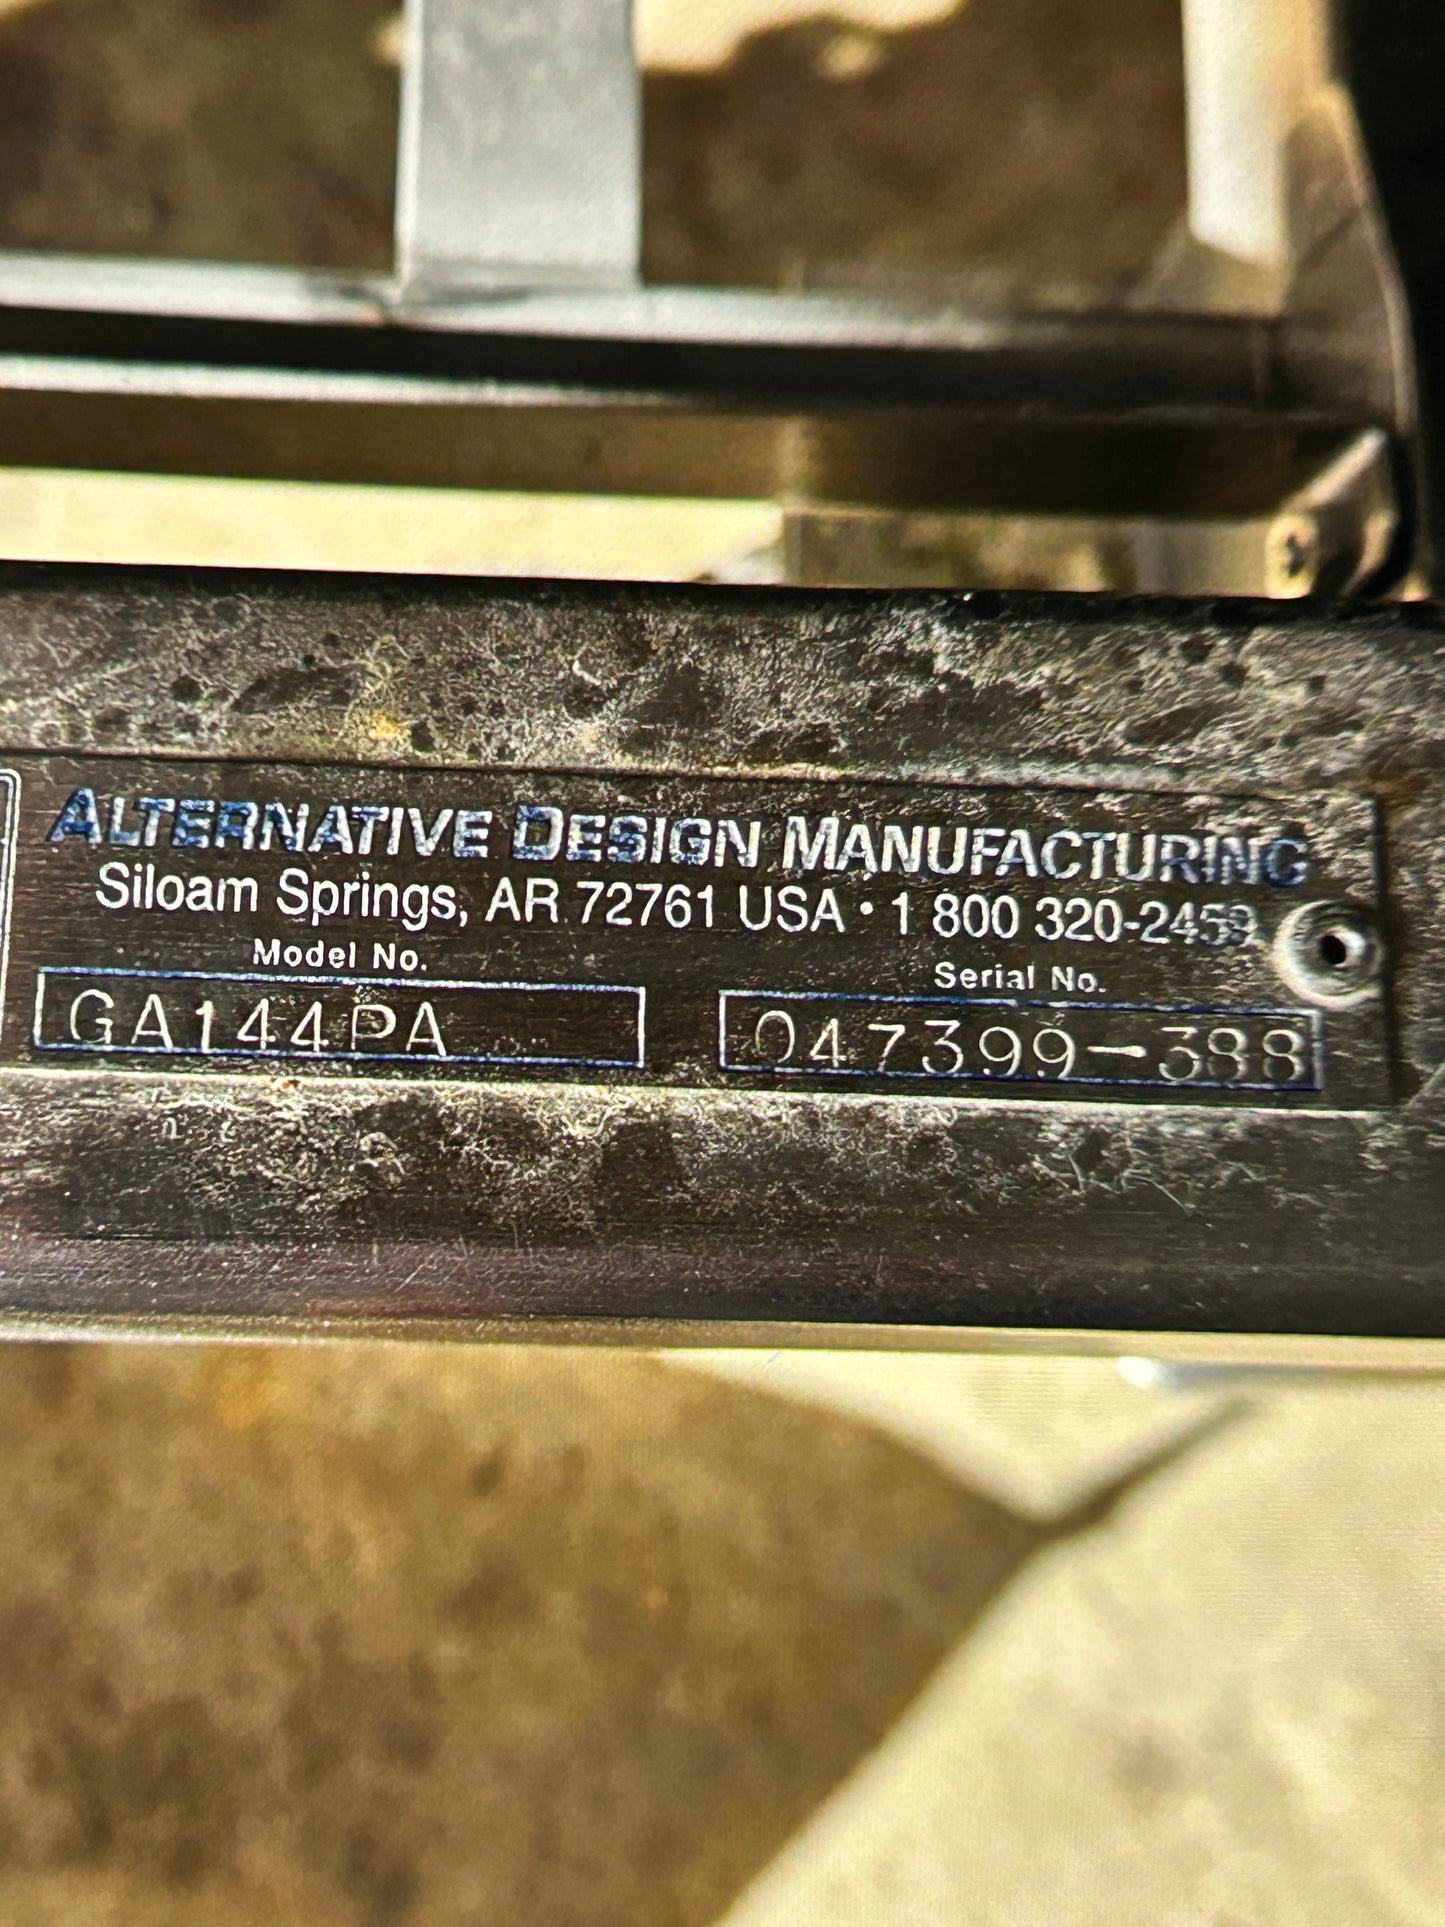 ALTERNATIVE DESIGN MANUFACTURING
Siloam Springs, AR 72761 USA • 1 800 320-2459
Model No.
Serial No.
GA144PA
047399-388